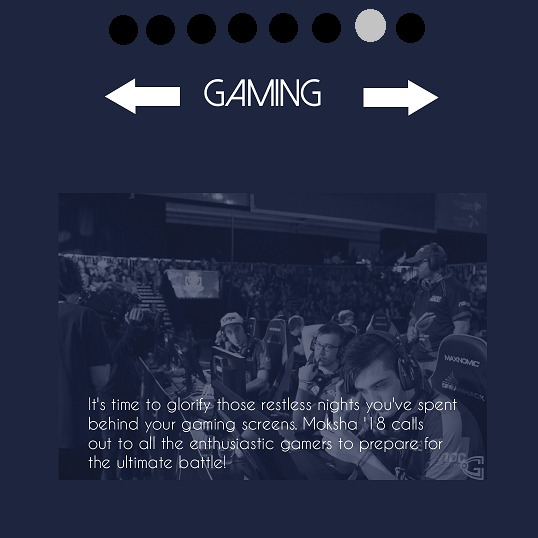 GAMING
MAXNOMIC
It's time to glorify those restless nights you've spent
behind your gaming screens. Moksha '18 calls
out to all the enthusiastic gamers to prepare for
the ultimate battle!